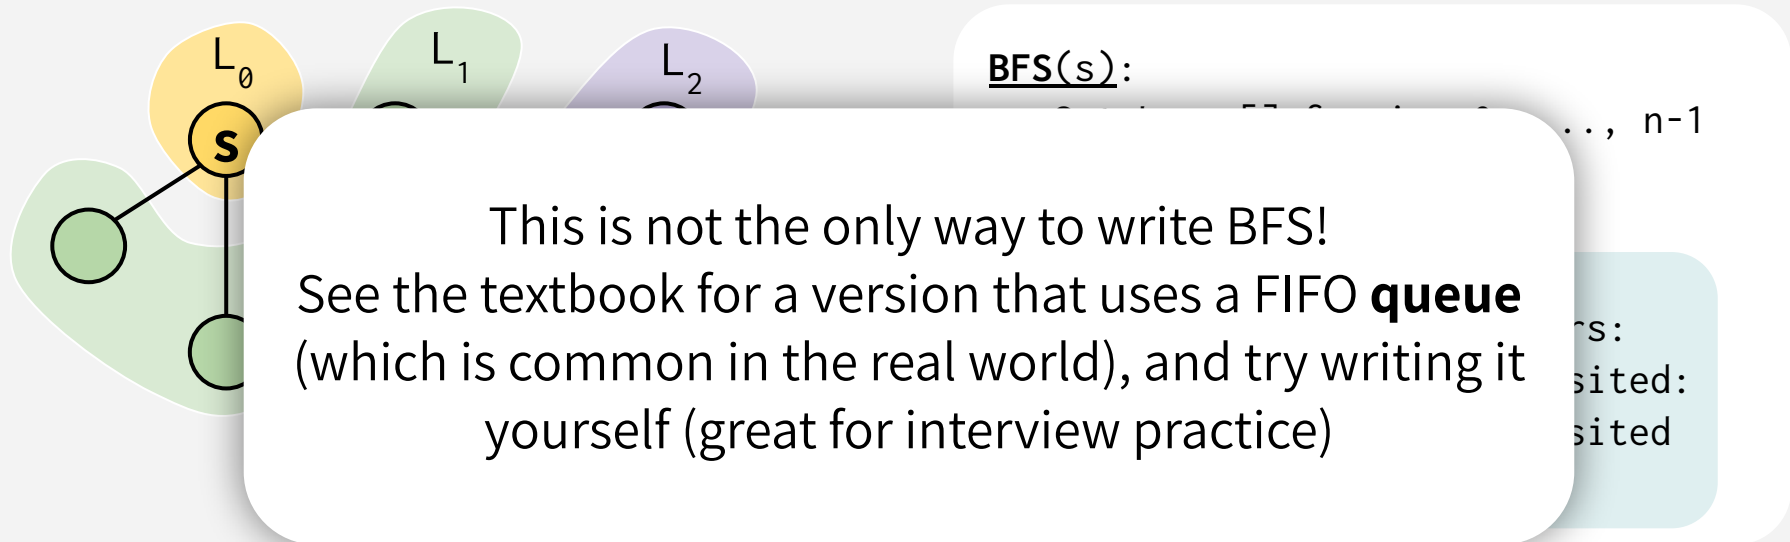 L0
L1
L2
s
BFS(s):
.., n-1
This is not the only way to write BFS!
See the textbook for a version that uses a FIFO queue
(which is common in the real world), and try writing it
yourself (great for interview practice)
rs:
sited:
sited